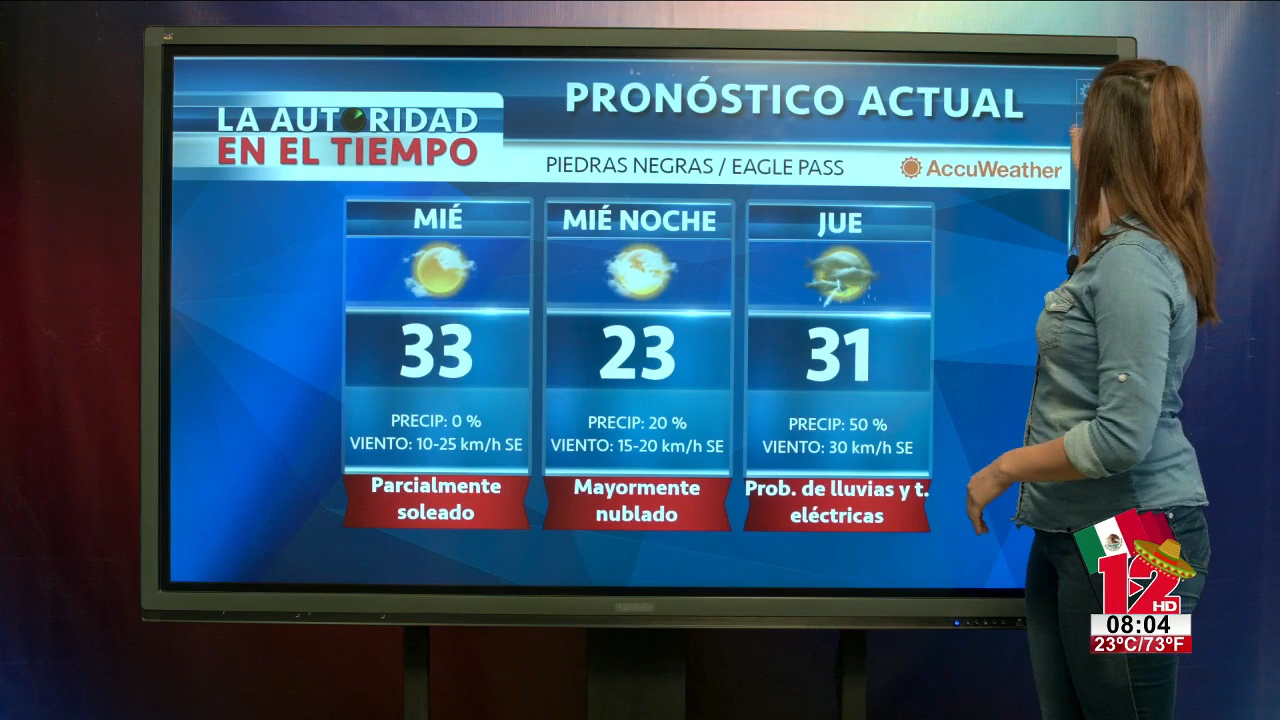 LA AUTORIDAD
EN EL TIEMPO
PRONÓSTICO ACTUAL
PIEDRAS NEGRAS / EAGLE PASS
AccuWeather
MIÉ
33
PRECIP: 0 %
VIENTO: 10-25 km/h SE
Parcialmente
soleado
MIÉ NOCHE
23
PRECIP: 20 %
VIENTO: 15-20 km/h SE
Mayormente
nublado
JUE
31
PRECIP: 50 %
VIENTO: 30 km/h SE
Prob. de lluvias y t.
eléctricas
12
HD
08:04
23ºC/73ºF